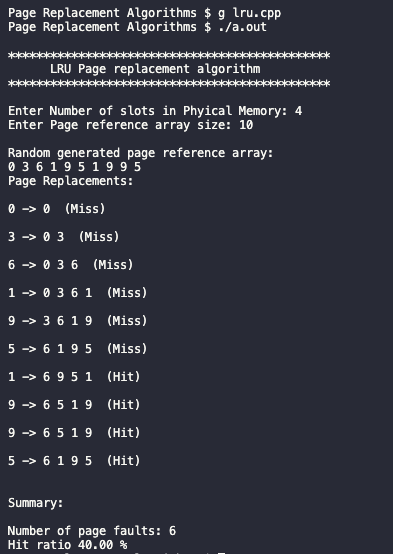 Page Replacement Algorithms $ g lru.cpp
Page Replacement Algorithms $ ./a.out
**********************************************
LRU Page replacement algorithm
**********************************************
Enter Number of slots in Phyical Memory: 4
Enter Page reference array size: 10
Random generated page reference array:
0 3 6 1 9 5 1 9 9 5
Page Replacements:
0 -> 0 (Miss)
3 -> 0 3 (Miss)
6 -> 0 3 6 (Miss)
1 -> 0 3 6 1 (Miss)
9 -> 3 6 1 9 (Miss)
5 -> 6 1 9 5 (Miss)
1 -> 6 9 5 1 (Hit)
9 -> 6 5 1 9 (Hit)
9 -> 6 5 1 9 (Hit)
5 -> 6 1 9 5 (Hit)
Summary:
Number of page faults: 6
Hit ratio 40.00 %